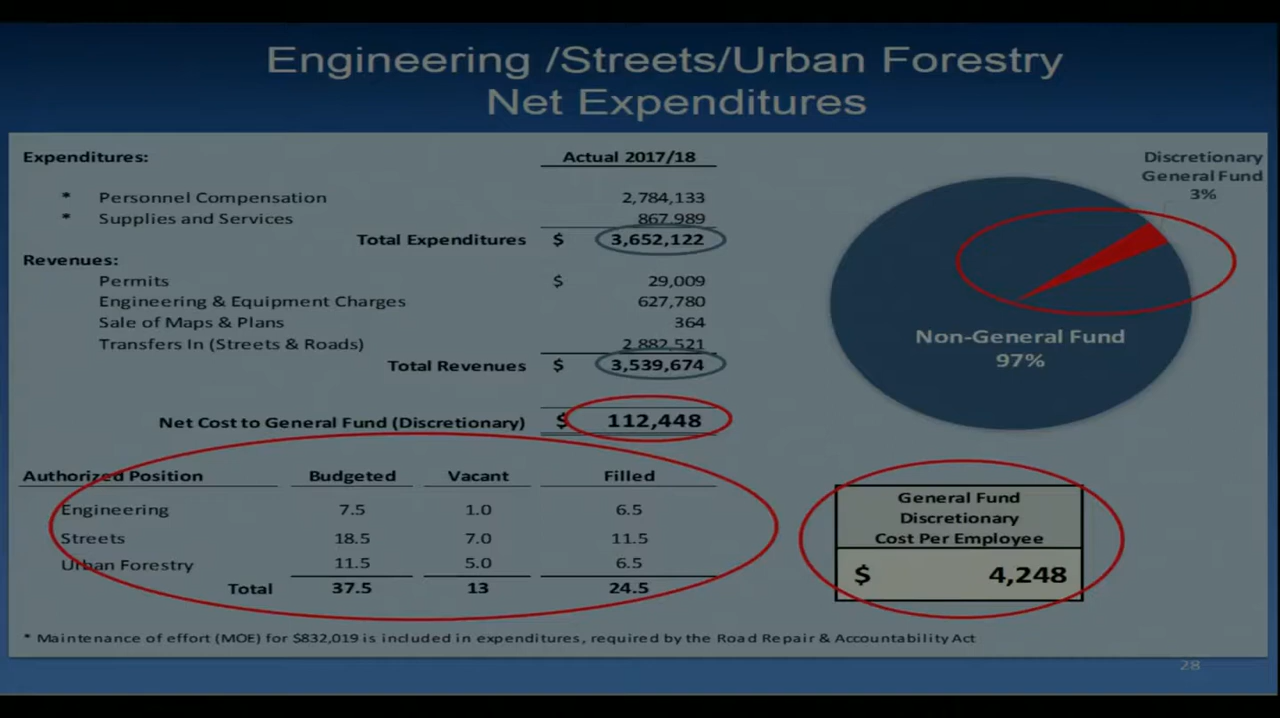 Engineering /Streets/Urban Forestry
Net Expenditures
Expenditures: Actual 2017/18
* Personnel Compensation 2,784,133
* Supplies and Services 867,989
Total Expenditures $ 3,652,122
Revenues:
Permits $ 29,009
Engineering & Equipment Charges 627,780
Sale of Maps & Plans 364
Transfers In (Streets & Roads) 2,882,521
Total Revenues $ 3,539,674
Net Cost to General Fund (Discretionary) $ 112,448
Discretionary
General Fund
3%
Non-General Fund
97%
Authorized Position Budgeted Vacant Filled
Engineering 7.5 1.0 6.5
Streets 18.5 7.0 11.5
Urban Forestry 11.5 5.0 6.5
Total 37.5 13 24.5
General Fund
Discretionary
Cost Per Employee
$ 4,248
* Maintenance of effort (MOE) for $832,019 is included in expenditures, required by the Road Repair & Accountability Act
28